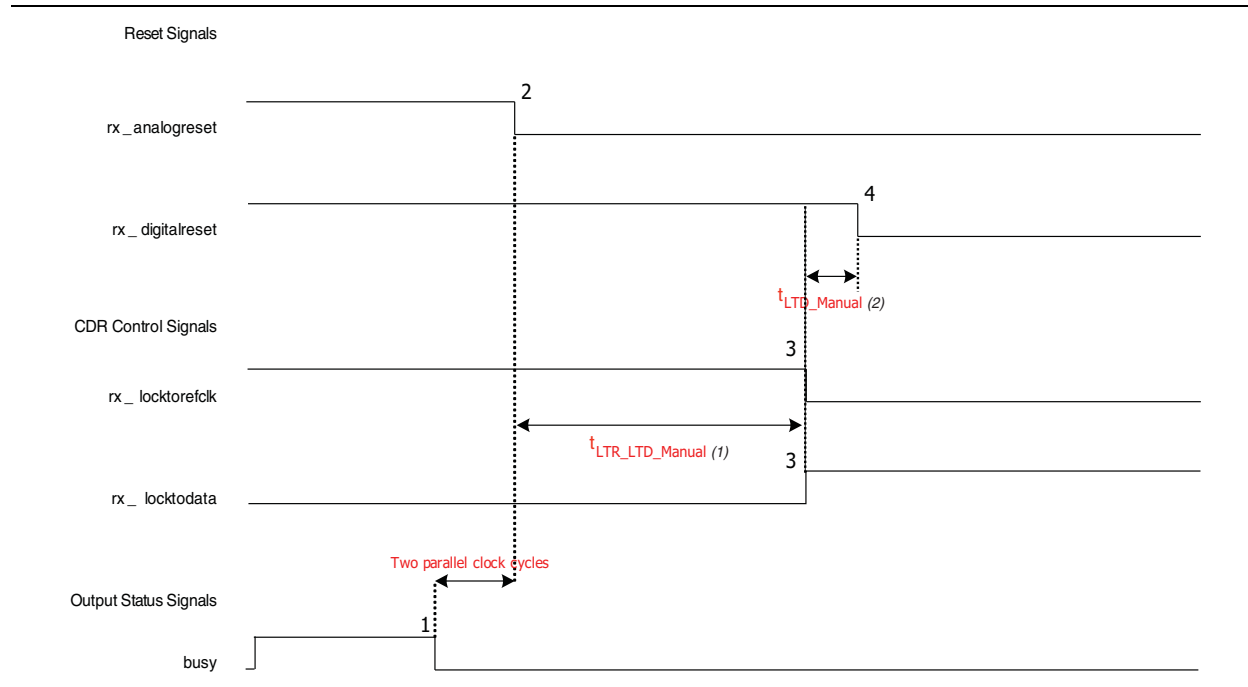 Reset Signals
2
rx _ analogreset
4
rx _ digitalreset
tLTD_Manual (2)
CDR Control Signals
3
rx _ locktorefclk
tLTR_LTD_Manual (1)
3
rx _ locktodata
Two parallel clock cycles
Output Status Signals
1
busy